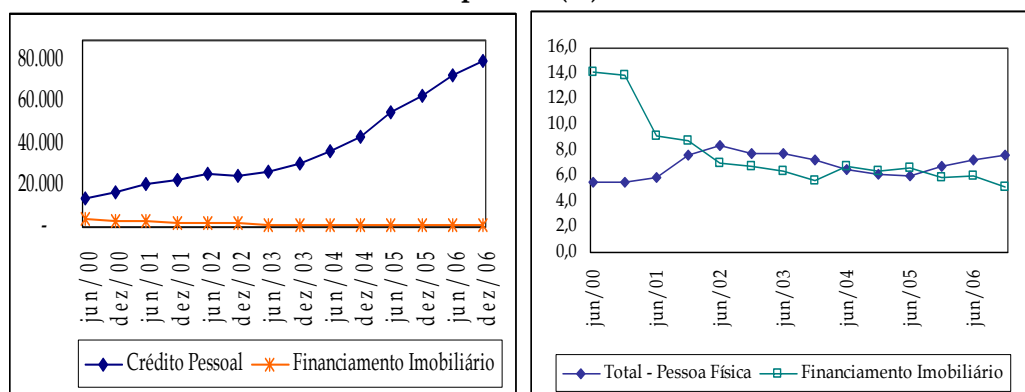 80.000
60.000
40.000
20.000
-
jun/00
dez/00
jun/01
dez/01
jun/02
dez/02
jun/03
dez/03
jun/04
dez/04
jun/05
dez/05
jun/06
dez/06
Crédito Pessoal
Financiamento Imobiliário
16,0
14,0
12,0
10,0
8,0
6,0
4,0
2,0
0,0
jun/00
jun/01
jun/02
jun/03
jun/04
jun/05
jun/06
Total - Pessoa Física
Financiamento Imobiliário